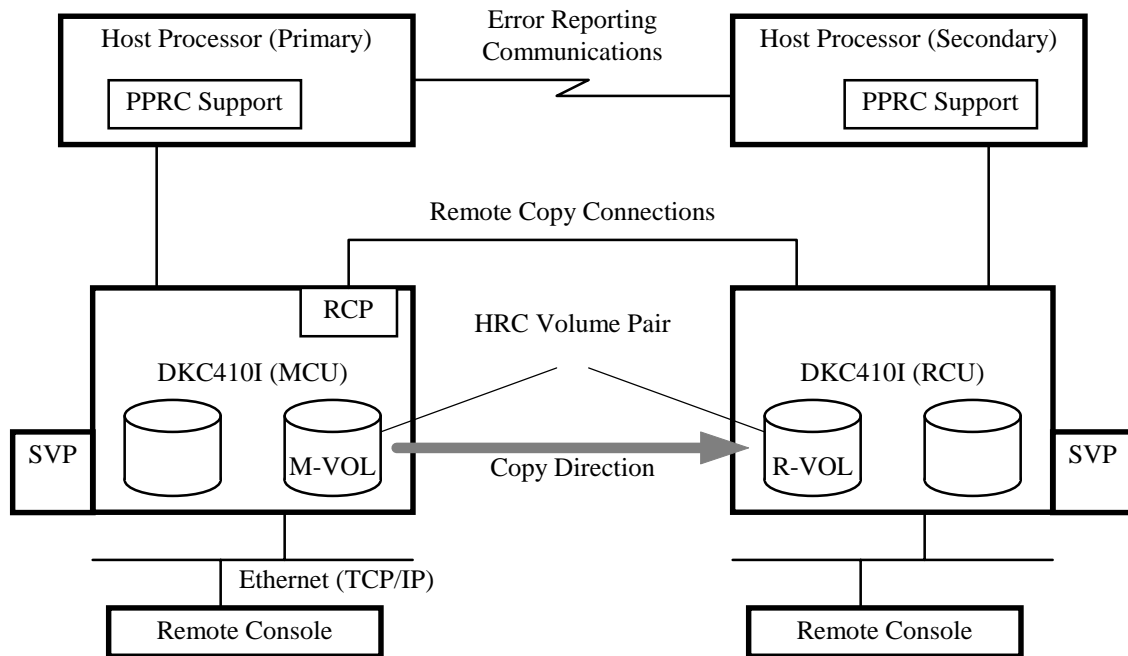 Host Processor (Primary)
PPRC Support
Error Reporting
Communications
Host Processor (Secondary)
PPRC Support
Remote Copy Connections
RCP
HRC Volume Pair
DKC410I (MCU)
DKC410I (RCU)
SVP
M-VOL
Copy Direction
R-VOL
SVP
Ethernet (TCP/IP)
Remote Console
Remote Console